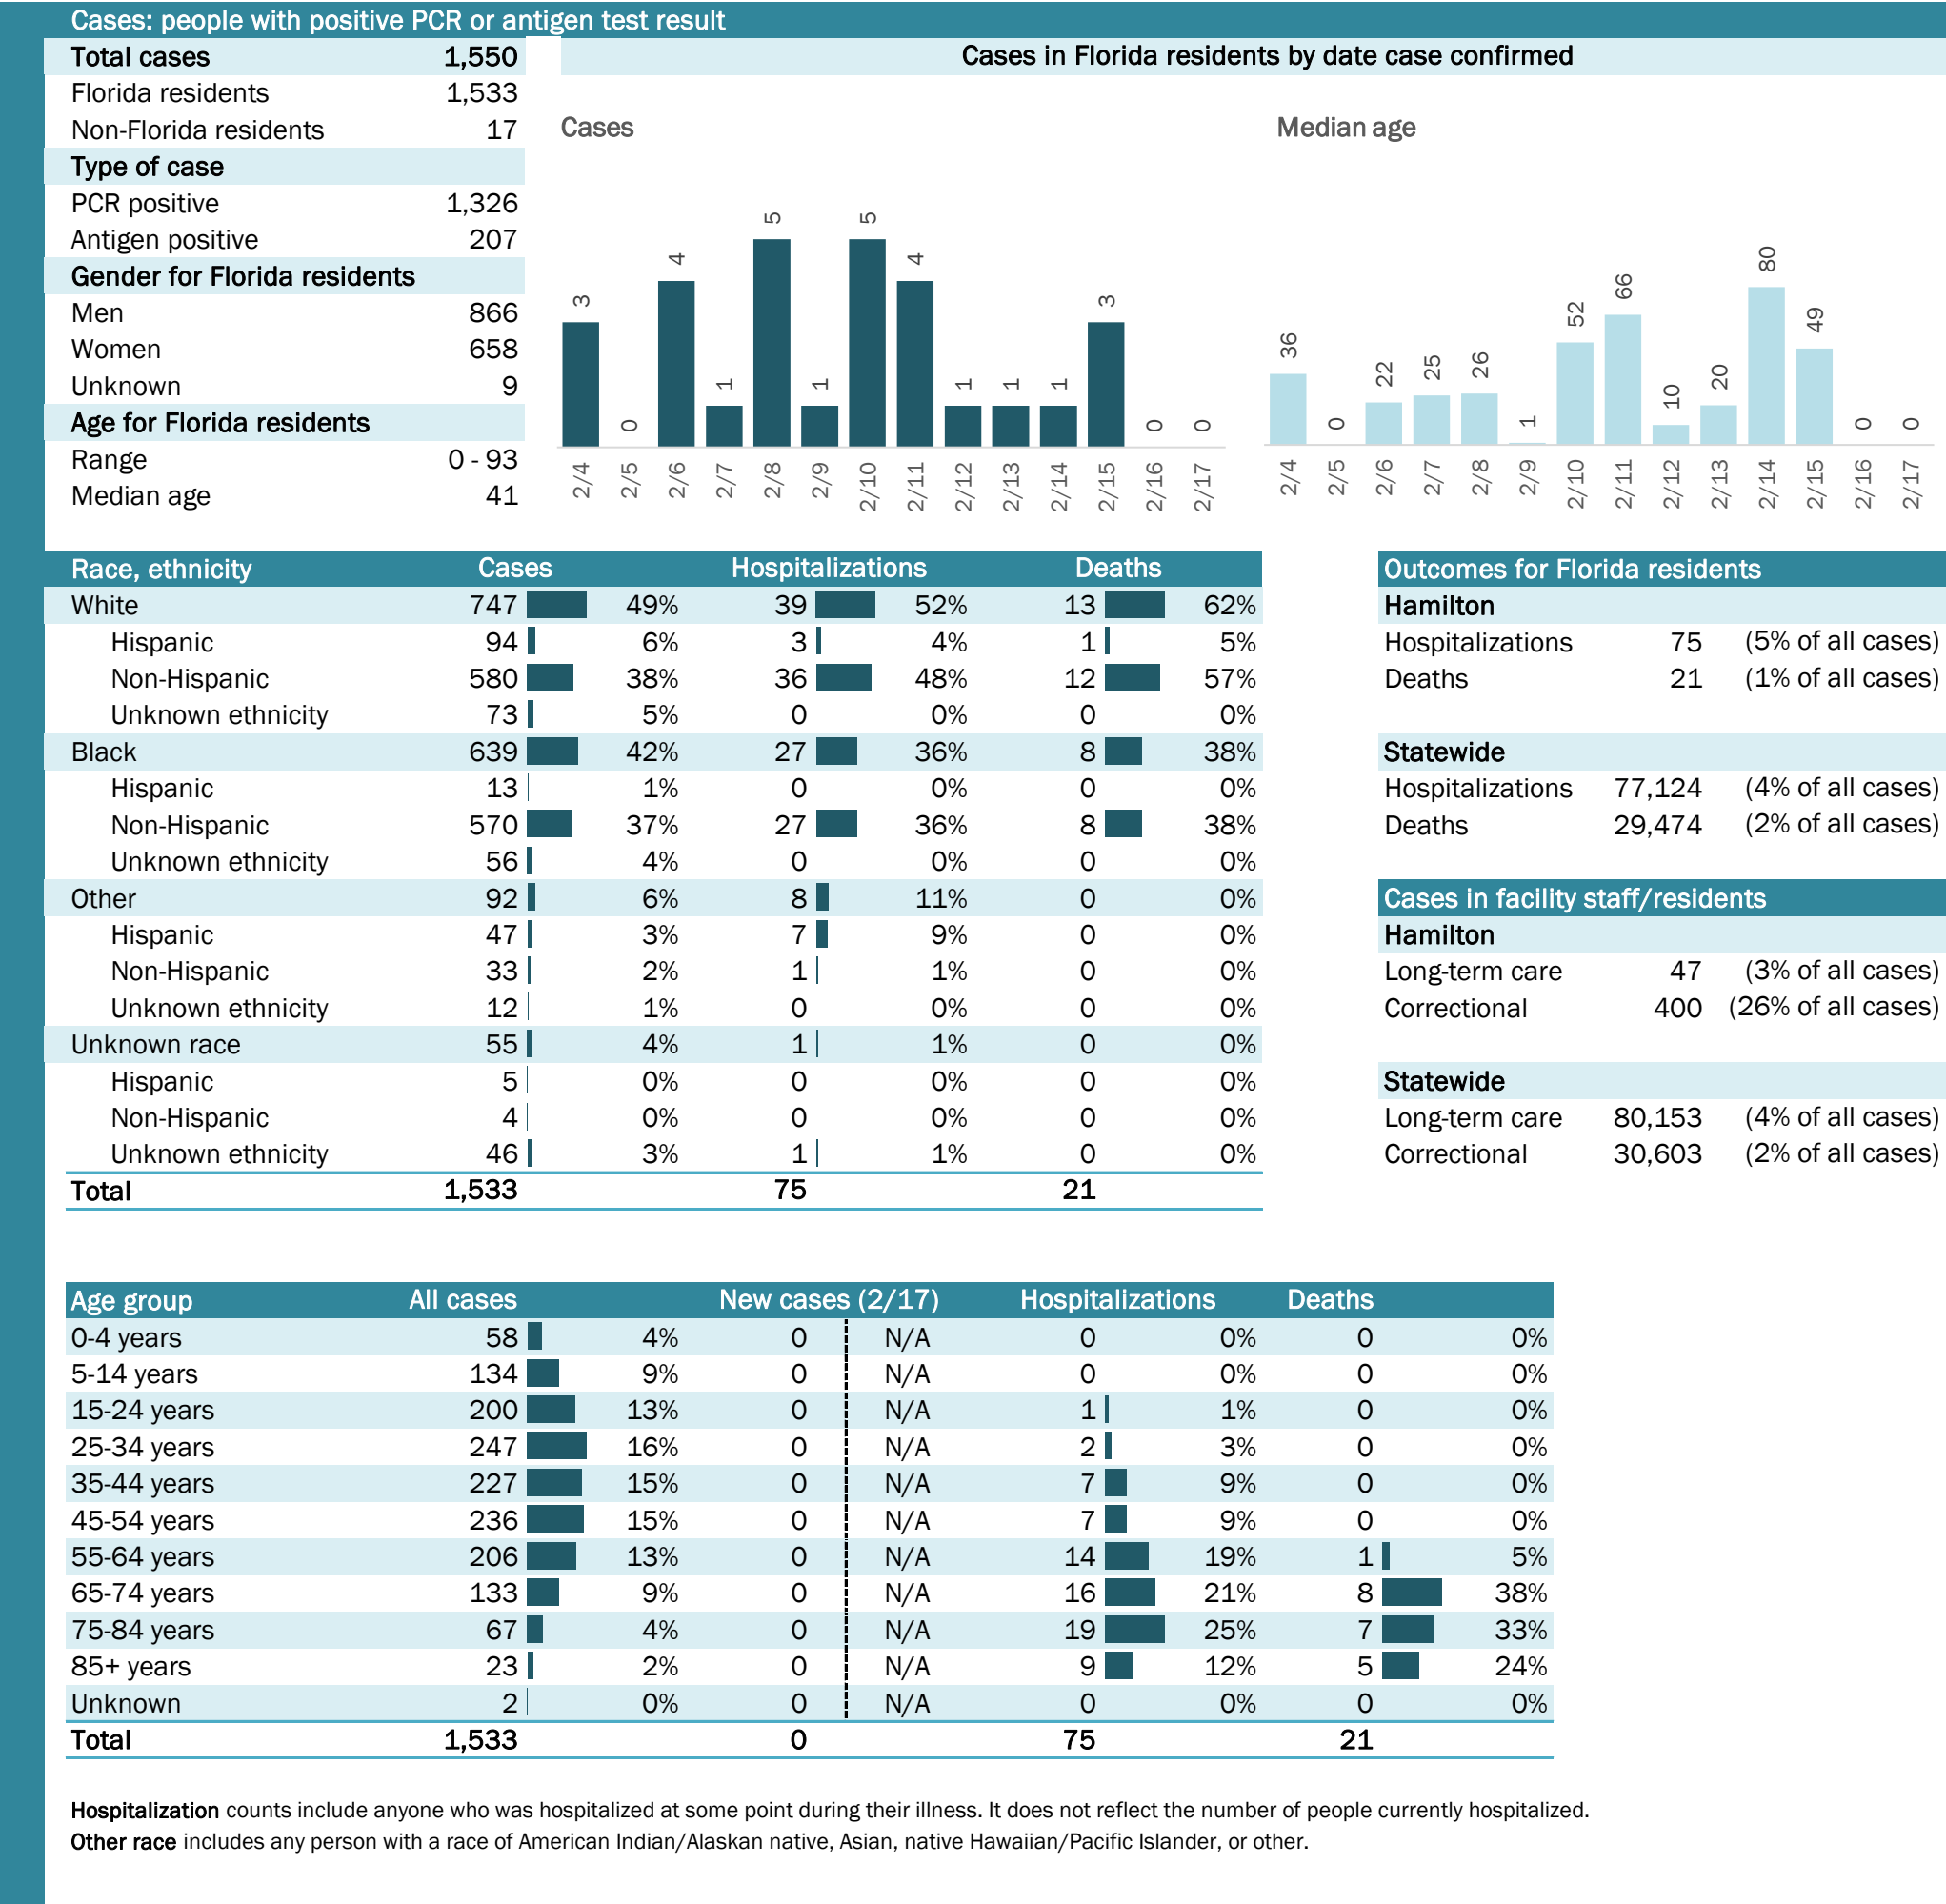 Cases: people with positive PCR or antigen test result
Total cases 1,550
Florida residents 1,533
Non-Florida residents 17
Type of case
PCR positive 1,326
Antigen positive 207
Gender for Florida residents
Men 866
Women 658
Unknown 9
Age for Florida residents
Range 0 - 93
Median age 41
Cases in Florida residents by date case confirmed
Cases
3 0 4 1 5 1 5 4 1 1 1 3 0 0
2/4 2/5 2/6 2/7 2/8 2/9 2/10 2/11 2/12 2/13 2/14 2/15 2/16 2/17
Median age
36 0 22 25 26 1 52 66 10 20 80 49 0 0
2/4 2/5 2/6 2/7 2/8 2/9 2/10 2/11 2/12 2/13 2/14 2/15 2/16 2/17
Race, ethnicity Cases Hospitalizations Deaths
White 747 49% 39 52% 13 62%
Hispanic 94 6% 3 4% 1 5%
Non-Hispanic 580 38% 36 48% 12 57%
Unknown ethnicity 73 5% 0 0% 0 0%
Black 639 42% 27 36% 8 38%
Hispanic 13 1% 0 0% 0 0%
Non-Hispanic 570 37% 27 36% 8 38%
Unknown ethnicity 56 4% 0 0% 0 0%
Other 92 6% 8 11% 0 0%
Hispanic 47 3% 7 9% 0 0%
Non-Hispanic 33 2% 1 1% 0 0%
Unknown ethnicity 12 1% 0 0% 0 0%
Unknown race 55 4% 1 1% 0 0%
Hispanic 5 0% 0 0% 0 0%
Non-Hispanic 4 0% 0 0% 0 0%
Unknown ethnicity 46 3% 1 1% 0 0%
Total 1,533 75 21
Outcomes for Florida residents
Hamilton
Hospitalizations 75 (5% of all cases)
Deaths 21 (1% of all cases)
Statewide
Hospitalizations 77,124 (4% of all cases)
Deaths 29,474 (2% of all cases)
Cases in facility staff/residents
Hamilton
Long-term care 47 (3% of all cases)
Correctional 400 (26% of all cases)
Statewide
Long-term care 80,153 (4% of all cases)
Correctional 30,603 (2% of all cases)
Age group All cases New cases (2/17) Hospitalizations Deaths
0-4 years 58 4% 0 N/A 0 0% 0 0%
5-14 years 134 9% 0 N/A 0 0% 0 0%
15-24 years 200 13% 0 N/A 1 1% 0 0%
25-34 years 247 16% 0 N/A 2 3% 0 0%
35-44 years 227 15% 0 N/A 7 9% 0 0%
45-54 years 236 15% 0 N/A 7 9% 0 0%
55-64 years 206 13% 0 N/A 14 19% 1 5%
65-74 years 133 9% 0 N/A 16 21% 8 38%
75-84 years 67 4% 0 N/A 19 25% 7 33%
85+ years 23 2% 0 N/A 9 12% 5 24%
Unknown 2 0% 0 N/A 0 0% 0 0%
Total 1,533 0 75 21
Hospitalization counts include anyone who was hospitalized at some point during their illness. It does not reflect the number of people currently hospitalized.
Other race includes any person with a race of American Indian/Alaskan native, Asian, native Hawaiian/Pacific Islander, or other.